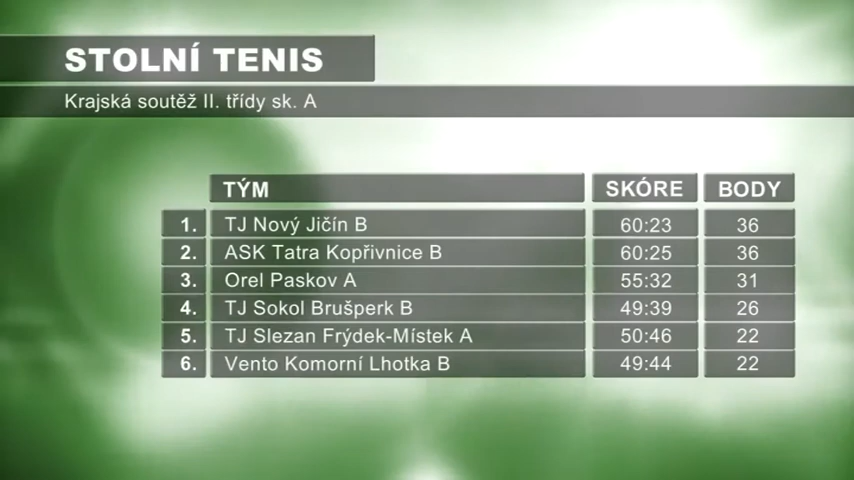 STOLNÍ TENIS
Krajská soutěž II. třídy sk. A
TÝM SKÓRE BODY
1. TJ Nový Jičín B 60:23 36
2. ASK Tatra Kopřivnice B 60:25 36
3. Orel Paskov A 55:32 31
4. TJ Sokol Brušperk B 49:39 26
5. TJ Slezan Frýdek-Místek A 50:46 22
6. Vento Komorní Lhotka B 49:44 22